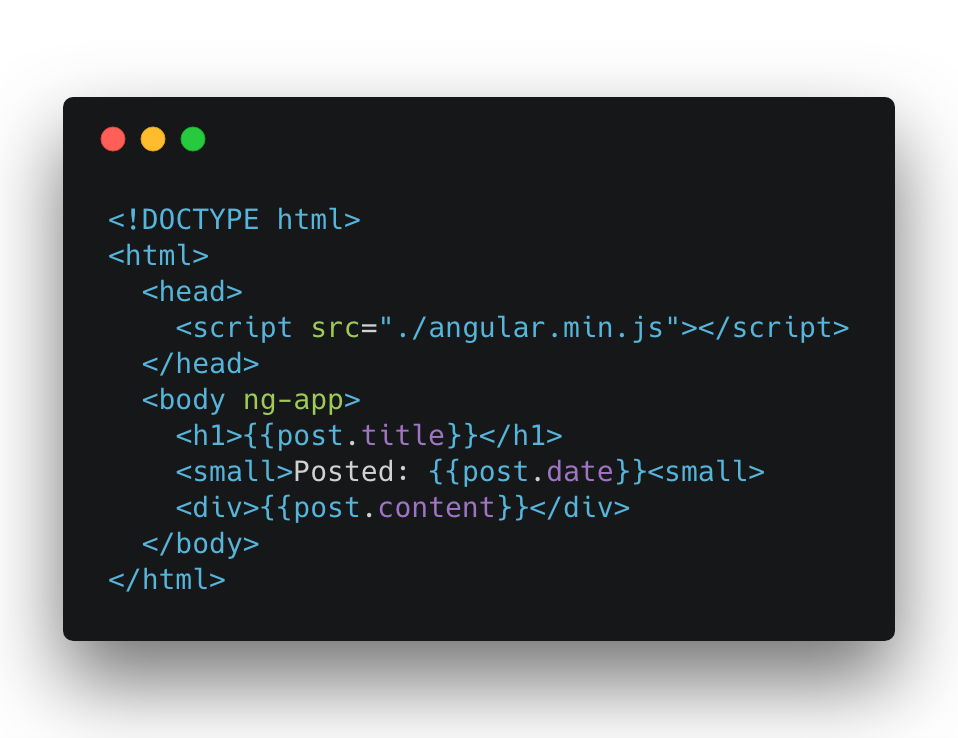 <!DOCTYPE html>
<html>
  <head>
    <script src="./angular.min.js"></script>
  </head>
  <body ng-app>
    <h1>{{post.title}}</h1>
    <small>Posted: {{post.date}}<small>
    <div>{{post.content}}</div>
  </body>
</html>